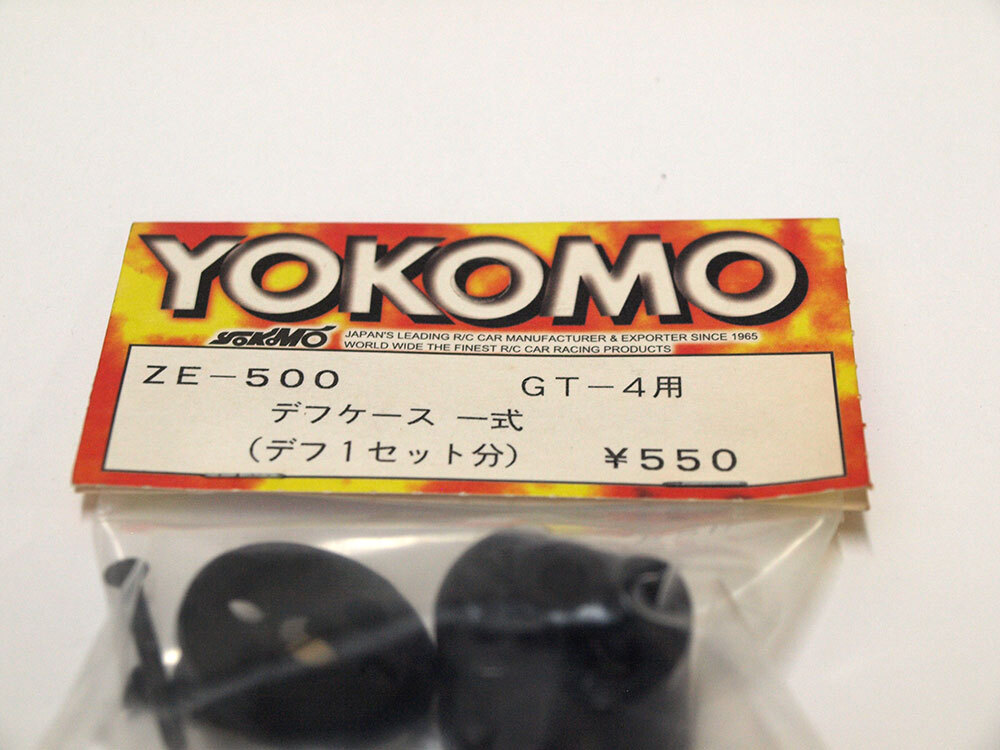 YOKOMO
YOKOMO
JAPAN'S LEADING R/C CAR MANUFACTURER & EXPORTER SINCE 1965
WORLD WIDE THE FINEST R/C CAR RACING PRODUCTS
ZE－500 GT－4用
デフケース 一式
(デフ1セット分) ￥550